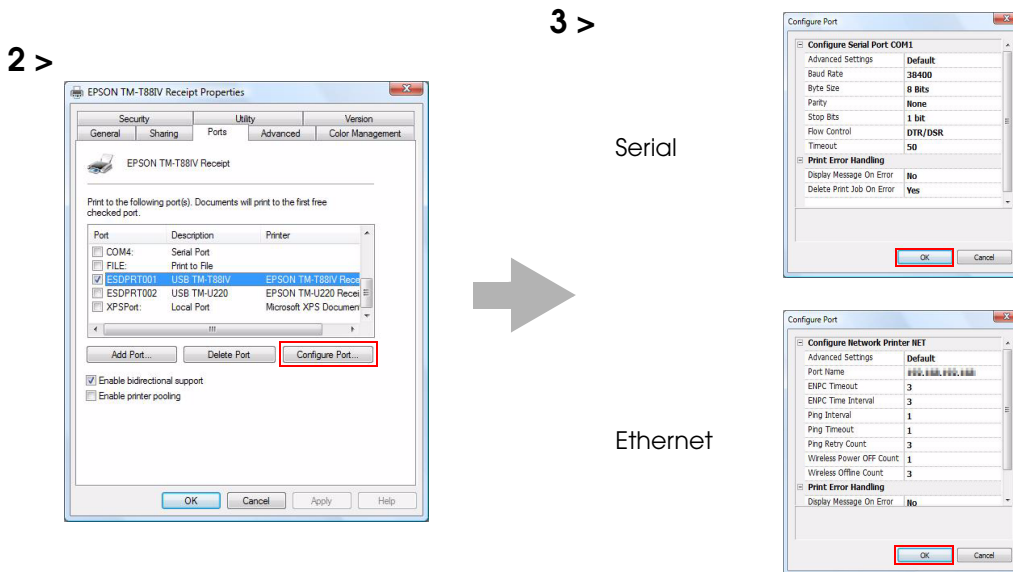 2 >
EPSON TM-T88IV Receipt Properties
Security Utility Version
General Sharing Ports Advanced Color Management
EPSON TM-T88IV Receipt
Print to the following port(s). Documents will print to the first free
checked port.
Port Description Printer
COM4: Serial Port
FILE: Print to File
ESDPRT001 USB TM-T88IV EPSON TM-T88IV Rece
ESDPRT002 USB TM-U220 EPSON TM-U220 Recei
XPSPort: Local Port Microsoft XPS Documen
Add Port... Delete Port Configure Port...
Enable bidirectional support
Enable printer pooling
OK Cancel Apply Help
3 >
Serial
Configure Port
Configure Serial Port COM1
Advanced Settings Default
Baud Rate 38400
Byte Size 8 Bits
Parity None
Stop Bits 1 bit
Flow Control DTR/DSR
Timeout 50
Print Error Handling
Display Message On Error No
Delete Print Job On Error Yes
OK Cancel
Ethernet
Configure Port
Configure Network Printer NET
Advanced Settings Default
Port Name
ENPC Timeout 3
ENPC Time Interval 3
Ping Interval 1
Ping Timeout 1
Ping Retry Count 3
Wireless Power OFF Count 1
Wireless Offline Count 3
Print Error Handling
Display Message On Error No
OK Cancel